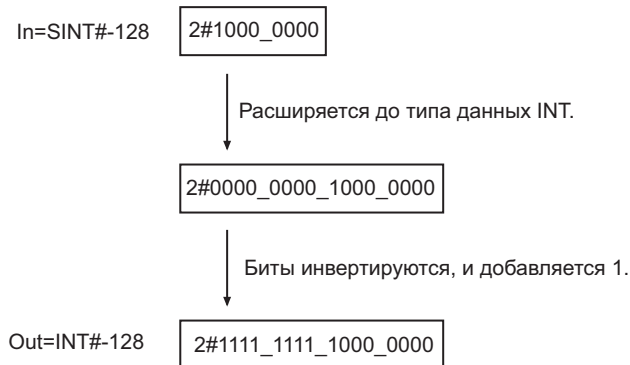 In=SINT#-128 2#1000_0000
Расширяется до типа данных INT.
2#0000_0000_1000_0000
Биты инвертируются, и добавляется 1.
Out=INT#-128 2#1111_1111_1000_0000